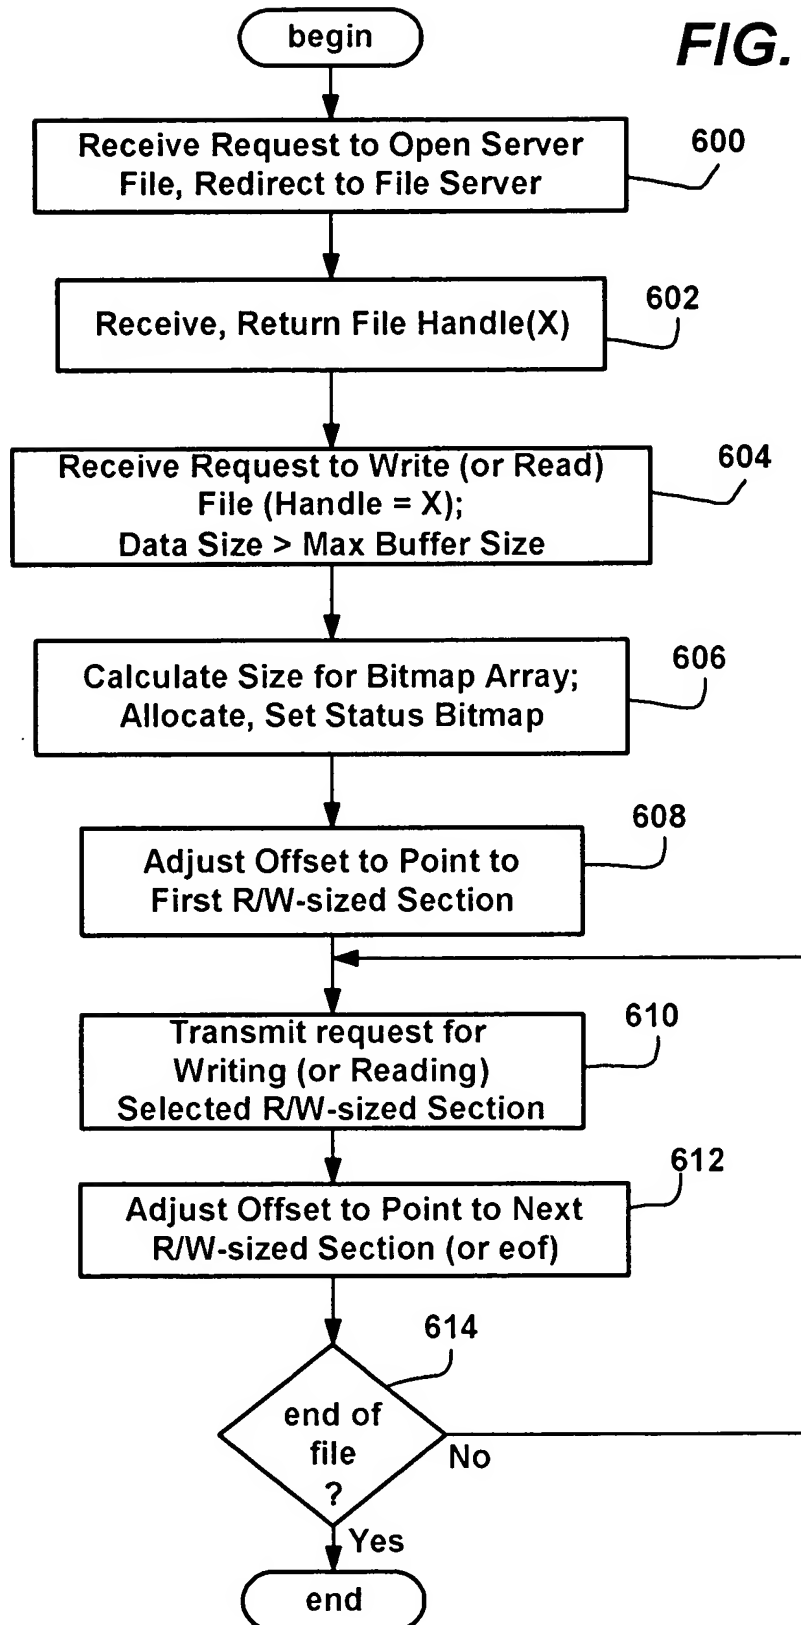 begin
FIG.
Receive Request to Open Server
File, Redirect to File Server
600
Receive, Return File Handle(X)
602
Receive Request to Write (or Read)
File (Handle = X);
Data Size > Max Buffer Size
604
Calculate Size for Bitmap Array;
Allocate, Set Status Bitmap
606
Adjust Offset to Point to
First R/W-sized Section
608
Transmit request for
Writing (or Reading)
Selected R/W-sized Section
610
Adjust Offset to Point to Next
R/W-sized Section (or eof)
612
614
end of
file
?
No
Yes
end